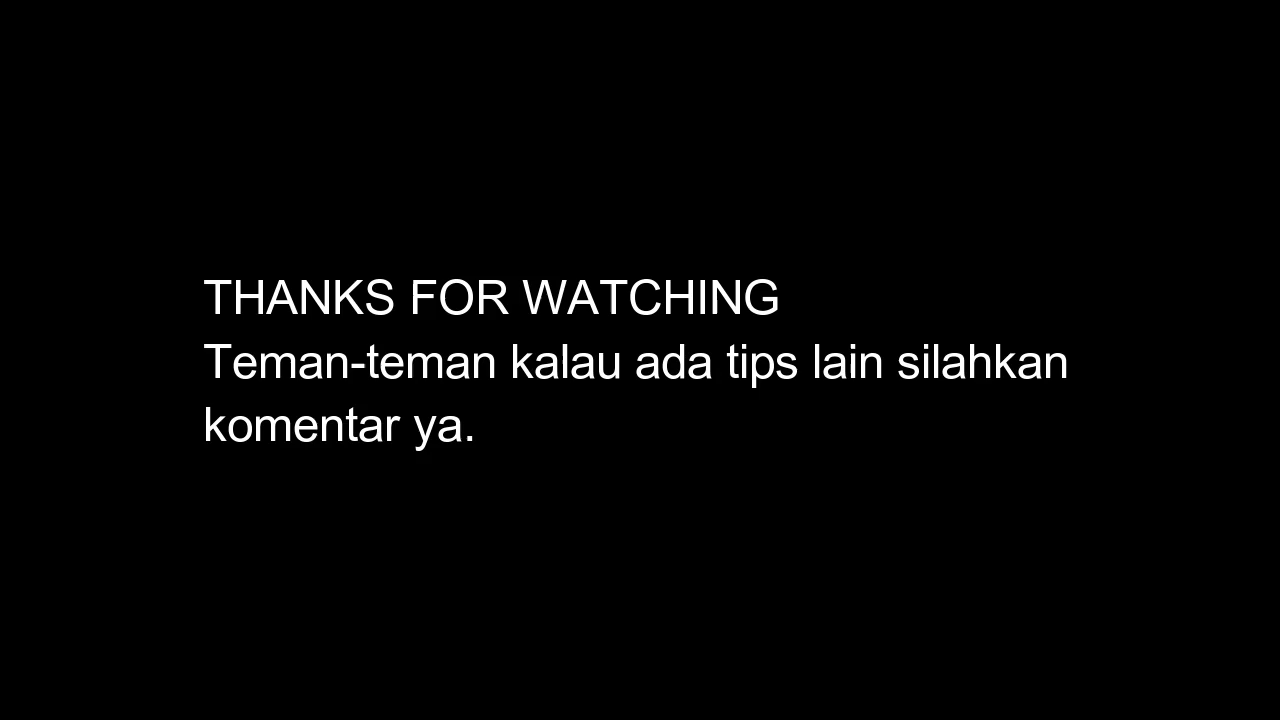 THANKS FOR WATCHING
Teman-teman kalau ada tips lain silahkan
komentar ya.